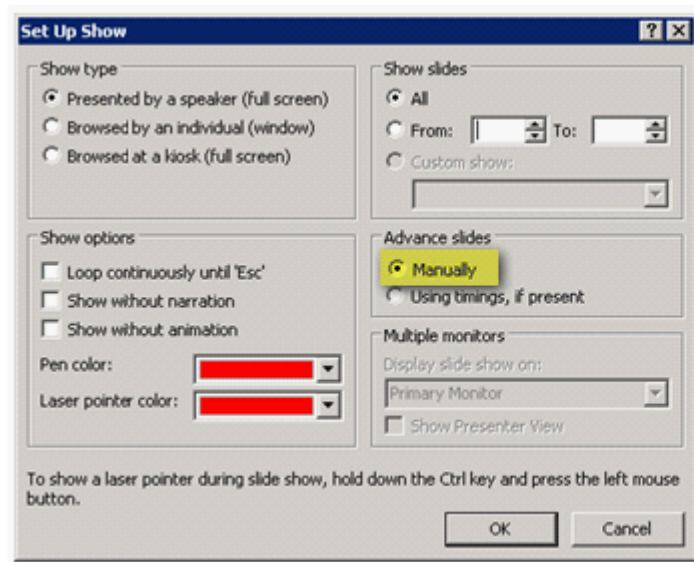 Set Up Show
Show type
Presented by a speaker (full screen)
Browsed by an individual (window)
Browsed at a kiosk (full screen)
Show slides
All
From: To:
Custom show:
Show options
Loop continuously until 'Esc'
Show without narration
Show without animation
Pen color:
Laser pointer color:
Advance slides
Manually
Using timings, if present
Multiple monitors
Display slide show on:
Primary Monitor
Show Presenter View
To show a laser pointer during slide show, hold down the Ctrl key and press the left mouse
button.
OK Cancel